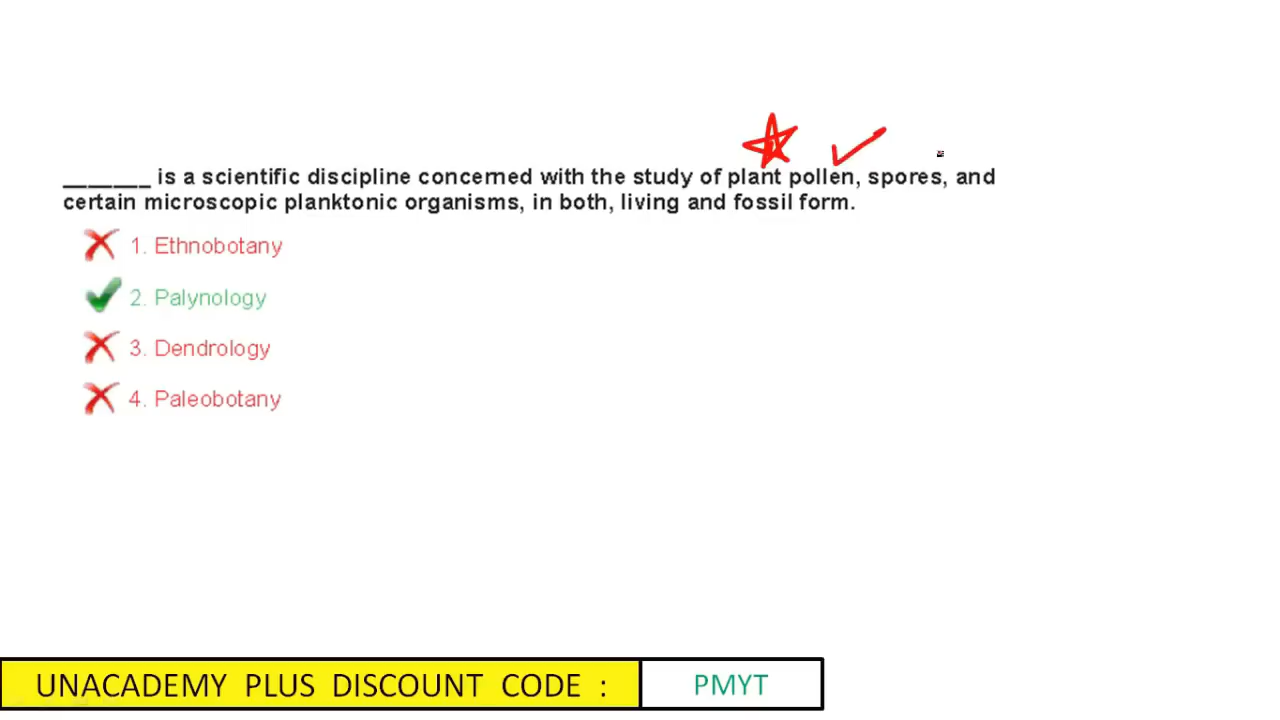 ________ is a scientific discipline concerned with the study of plant pollen, spores, and
certain microscopic planktonic organisms, in both, living and fossil form.
1. Ethnobotany
2. Palynology
3. Dendrology
4. Paleobotany
UNACADEMY PLUS DISCOUNT CODE : PMYT